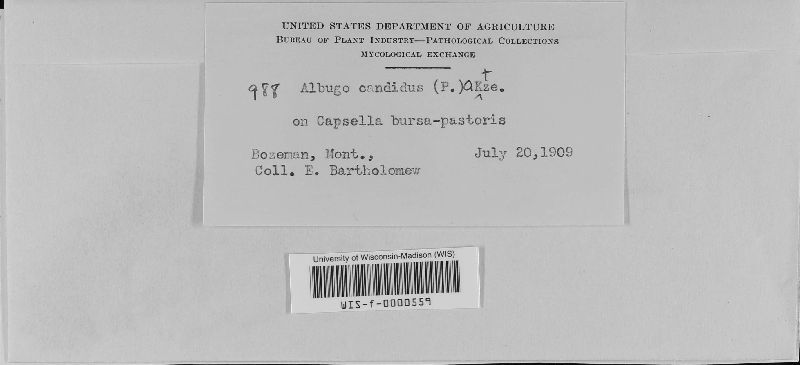 UNITED STATES DEPARTMENT OF AGRICULTURE
BUREAU OF PLANT INDUSTRY—PATHOLOGICAL COLLECTIONS
MYCOLOGICAL EXCHANGE
988 Albugo candidus (P.) Kze.
on Capsella bursa-pastoris
Bozeman, Mont., July 20,1909
Coll. E. Bartholomew
University of Wisconsin-Madison (WIS)
WIS-f-0000559